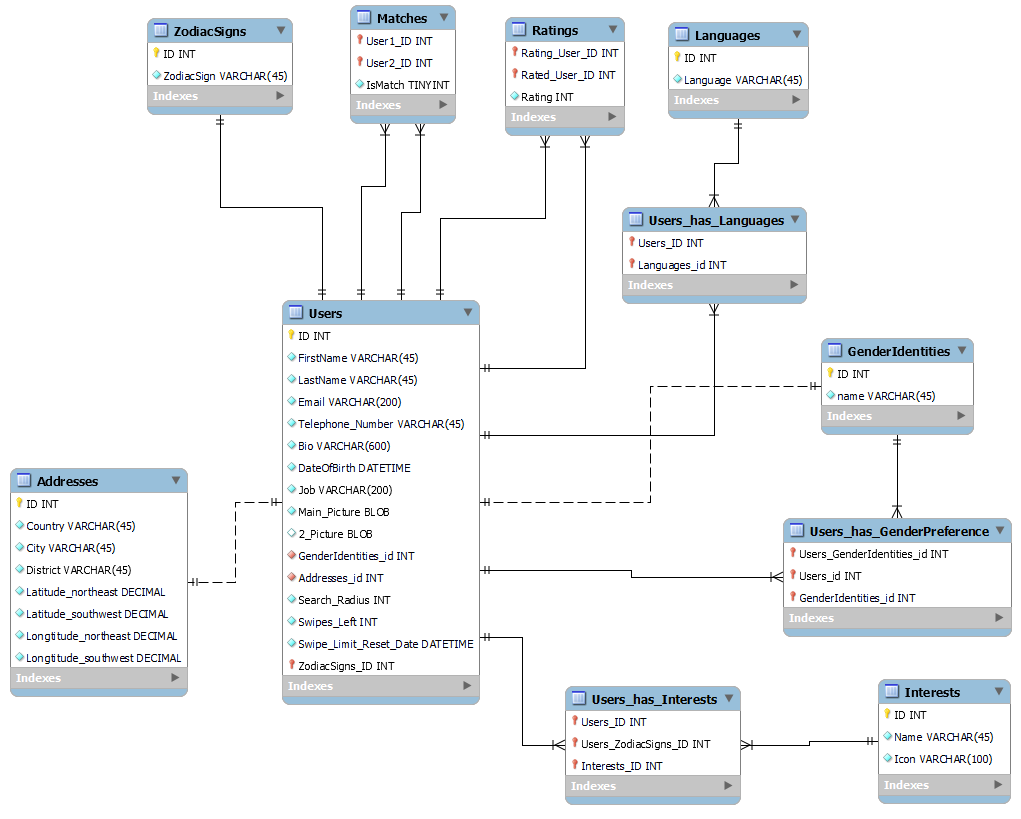 ZodiacSigns
ID INT
ZodiacSign VARCHAR(45)
Indexes
Matches
User1_ID INT
User2_ID INT
IsMatch TINYINT
Indexes
Ratings
Rating_User_ID INT
Rated_User_ID INT
Rating INT
Indexes
Languages
ID INT
Language VARCHAR(45)
Indexes
Users_has_Languages
Users_ID INT
Languages_id INT
Indexes
Users
ID INT
FirstName VARCHAR(45)
LastName VARCHAR(45)
Email VARCHAR(200)
Telephone_Number VARCHAR(45)
Bio VARCHAR(600)
DateOfBirth DATETIME
Job VARCHAR(200)
Main_Picture BLOB
2_Picture BLOB
GenderIdentities_id INT
Addresses_id INT
Search_Radius INT
Swipes_Left INT
Swipe_Limit_Reset_Date DATETIME
ZodiacSigns_ID INT
Indexes
GenderIdentities
ID INT
name VARCHAR(45)
Indexes
Addresses
ID INT
Country VARCHAR(45)
City VARCHAR(45)
District VARCHAR(45)
Latitude_northeast DECIMAL
Latitude_southwest DECIMAL
Longtitude_northeast DECIMAL
Longtitude_southwest DECIMAL
Indexes
Users_has_GenderPreference
Users_GenderIdentities_id INT
Users_id INT
GenderIdentities_id INT
Indexes
Users_has_Interests
Users_ID INT
Users_ZodiacSigns_ID INT
Interests_ID INT
Indexes
Interests
ID INT
Name VARCHAR(45)
Icon VARCHAR(100)
Indexes